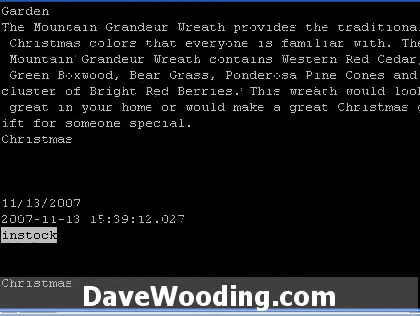 Garden
The Mountain Grandeur Wreath provides the traditiona
Christmas colors that everyone is familiar with. The
Mountain Grandeur Wreath contains Western Red Cedar,
Green Boxwood, Bear Grass, Ponderosa Pine Cones and
cluster of Bright Red Berries. This wreath would loo
great in your home or would make a great Christmas g
ift for someone special.
Christmas
11/13/2007
2007-11-13 15:39:12.027
instock
Christmas
DaveWooding.com